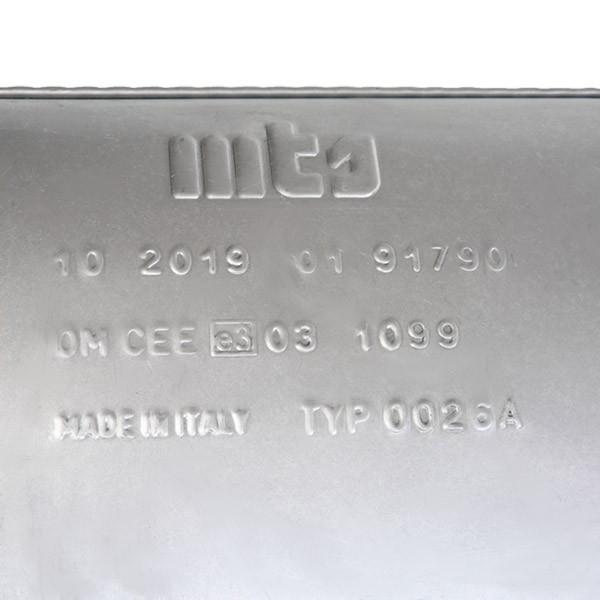 mts
10 2019 01 91790
OM CEE e3 03 1099
MADE IN ITALY TYP 0026A